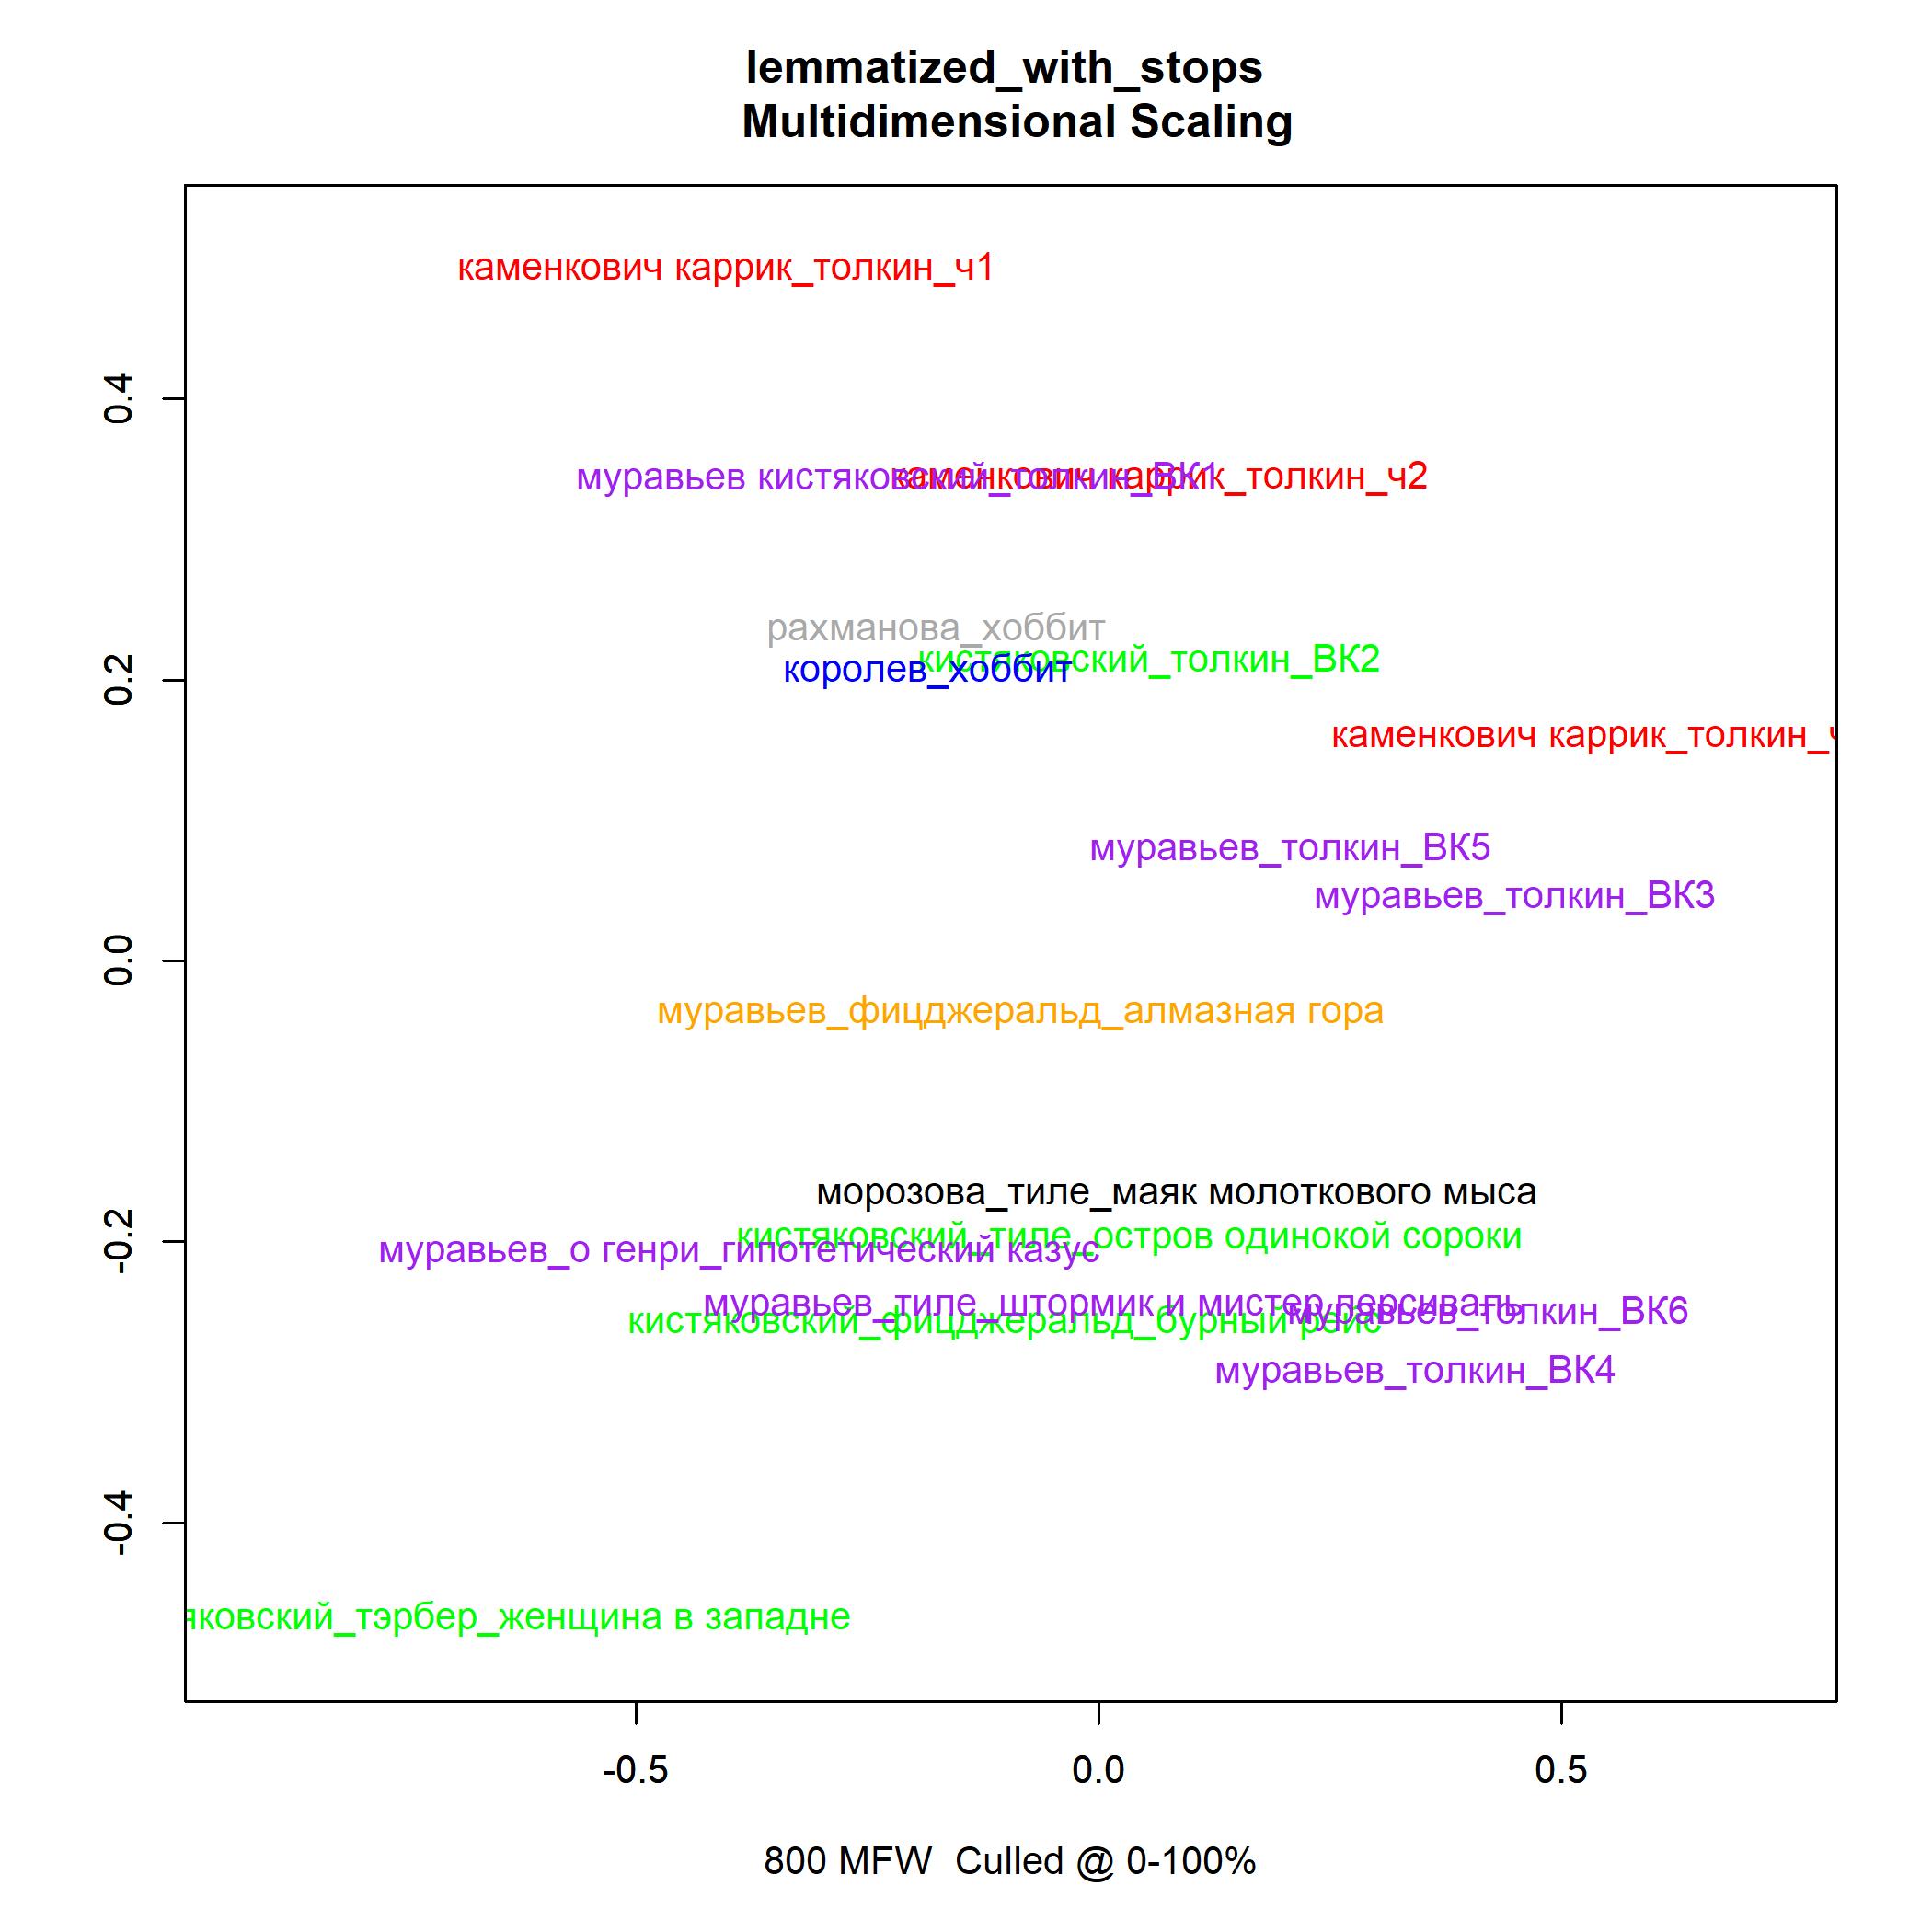 lemmatized_with_stops
Multidimensional Scaling
каменкович каррик_толкин_ч1
0.4
муравьев кистяковский_толкин_ВК1
каменкович каррик_толкин_ч2
рахманова_хоббит
кистяковский_толкин_ВК2
королев_хоббит
0.2
каменкович каррик_толкин_ч
муравьев_толкин_ВК5
муравьев_толкин_ВК3
0.0
муравьев_фицджеральд_алмазная гора
морозова_тиле_маяк молоткового мыса
кистяковский_тиле_остров одинокой сороки
-0.2
муравьев_о генри_гипотетический казус
муравьев_тиле_штормик и мистер персиваль
муравьев_толкин_ВК6
кистяковский_фицджеральд_бурный рейс
муравьев_толкин_ВК4
-0.4
яковский_тэрбер_женщина в западне
-0.5 0.0 0.5
800 MFW Culled @ 0-100%